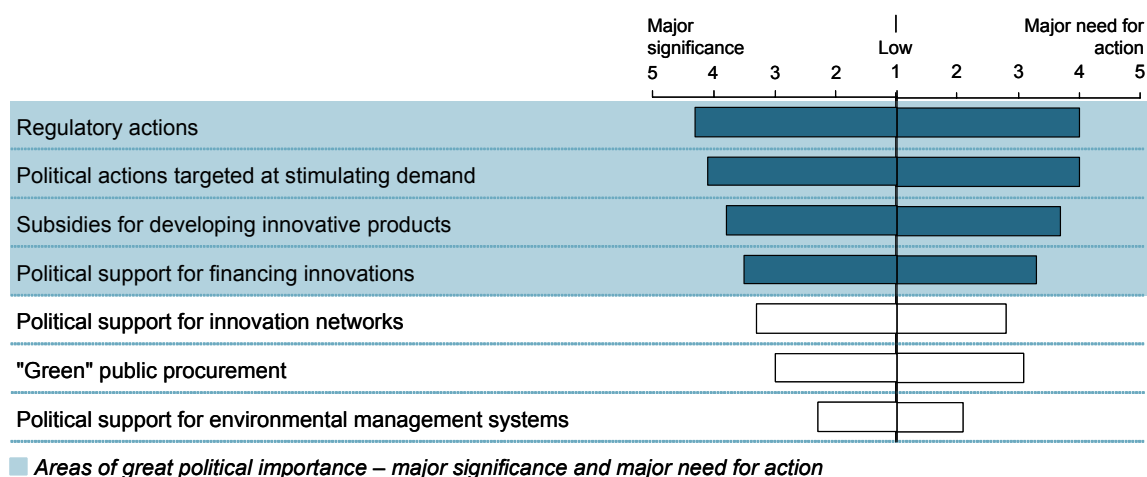 Major significance
Low
Major need for action
5 4 3 2 1 2 3 4 5
Regulatory actions
Political actions targeted at stimulating demand
Subsidies for developing innovative products
Political support for financing innovations
Political support for innovation networks
"Green" public procurement
Political support for environmental management systems
Areas of great political importance – major significance and major need for action